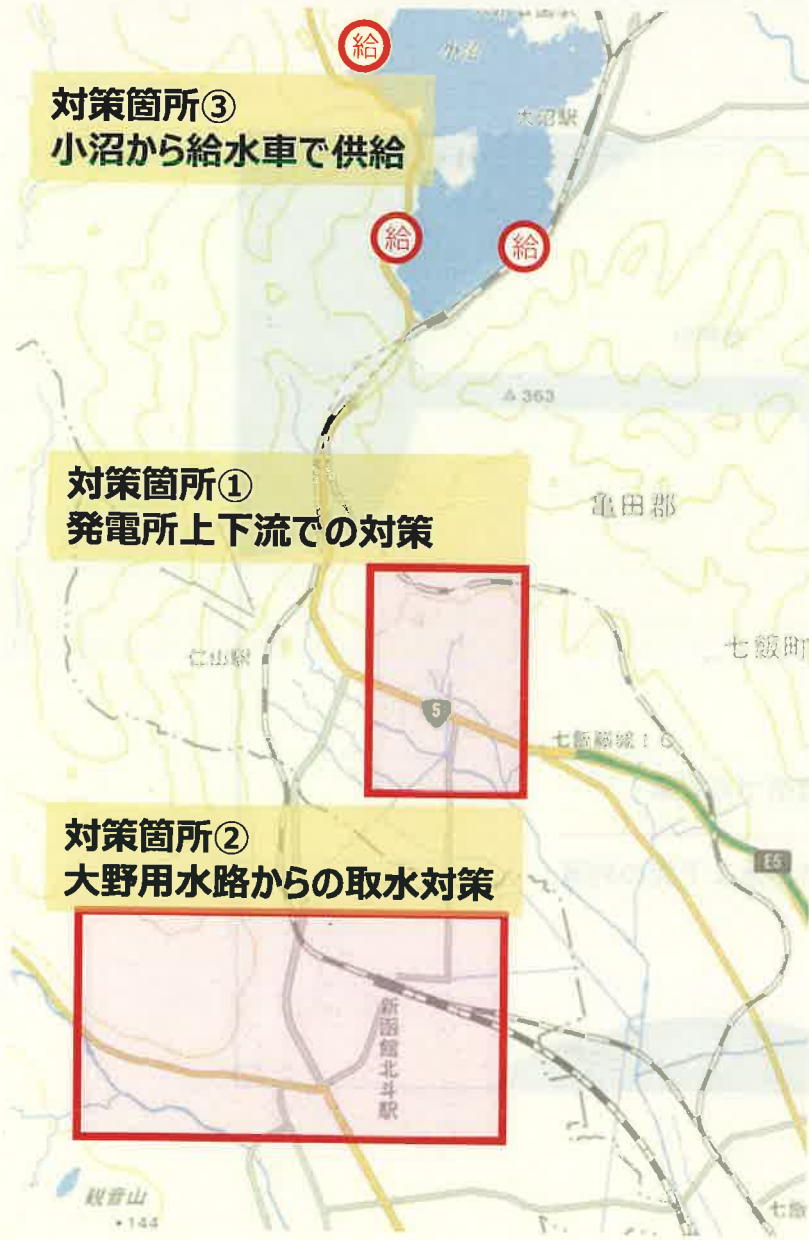 給
小沼
対策箇所③
小沼から給水車で供給
大沼駅
給
給
363
対策箇所①
発電所上下流での対策
亀田郡
七飯町
仁山駅
5
対策箇所②
大野用水路からの取水対策
E5
新函館北斗駅
観音山
・144
七飯